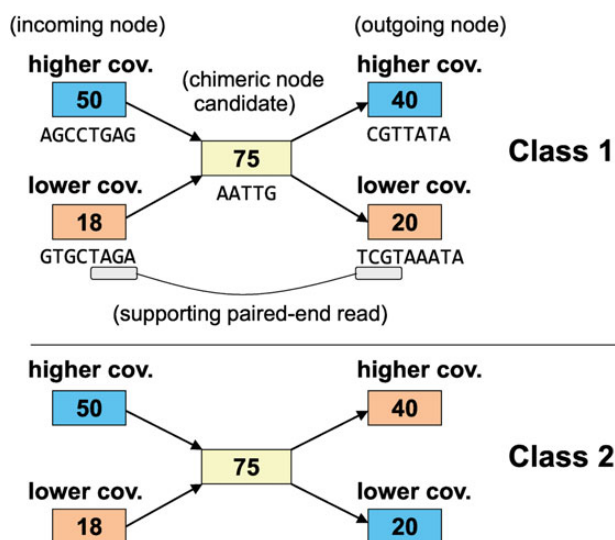 (incoming node)
(outgoing node)
higher cov.
higher cov.
(chimeric node
candidate)
50
40
AGCCTGAG
CGTTATA
Class 1
75
lower cov.
lower cov.
AATTG
18
20
GTGCTAGA
TCGTAAATA
(supporting paired-end read)
higher cov.
higher cov.
50
40
75
Class 2
lower cov.
lower cov.
18
20